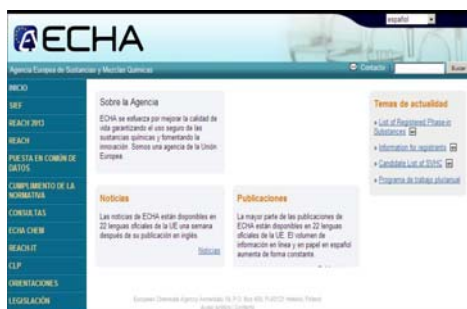 español
ECHA
Agencia Europea de Sustancias y Mezclas Químicas
Contacto
Buscar
INICIO
SIEF
REACH 2013
REACH
PUESTA EN COMÚN DE
DATOS
CUMPLIMIENTO DE LA
NORMATIVA
CONSULTAS
ECHA CHEM
REACH-IT
CLP
ORIENTACIONES
LEGISLACIÓN
Sobre la Agencia
ECHA se esfuerza por mejorar la calidad de
vida garantizando el uso seguro de las
sustancias químicas y fomentando la
innovación. Somos una agencia de la Unión
Europea.
Noticias
Las noticias de ECHA están disponibles en
22 lenguas oficiales de la UE una semana
después de su publicación en inglés.
Noticias
Publicaciones
La mayor parte de las publicaciones de
ECHA están disponibles en 22 lenguas
oficiales de la UE. El volumen de
información en línea y en papel en español
aumenta de forma constante.
Temas de actualidad
List of Registered Phase-in
Substances
Information for registrants
Candidate List of SVHC
Programa de trabajo plurianual
European Chemicals Agency